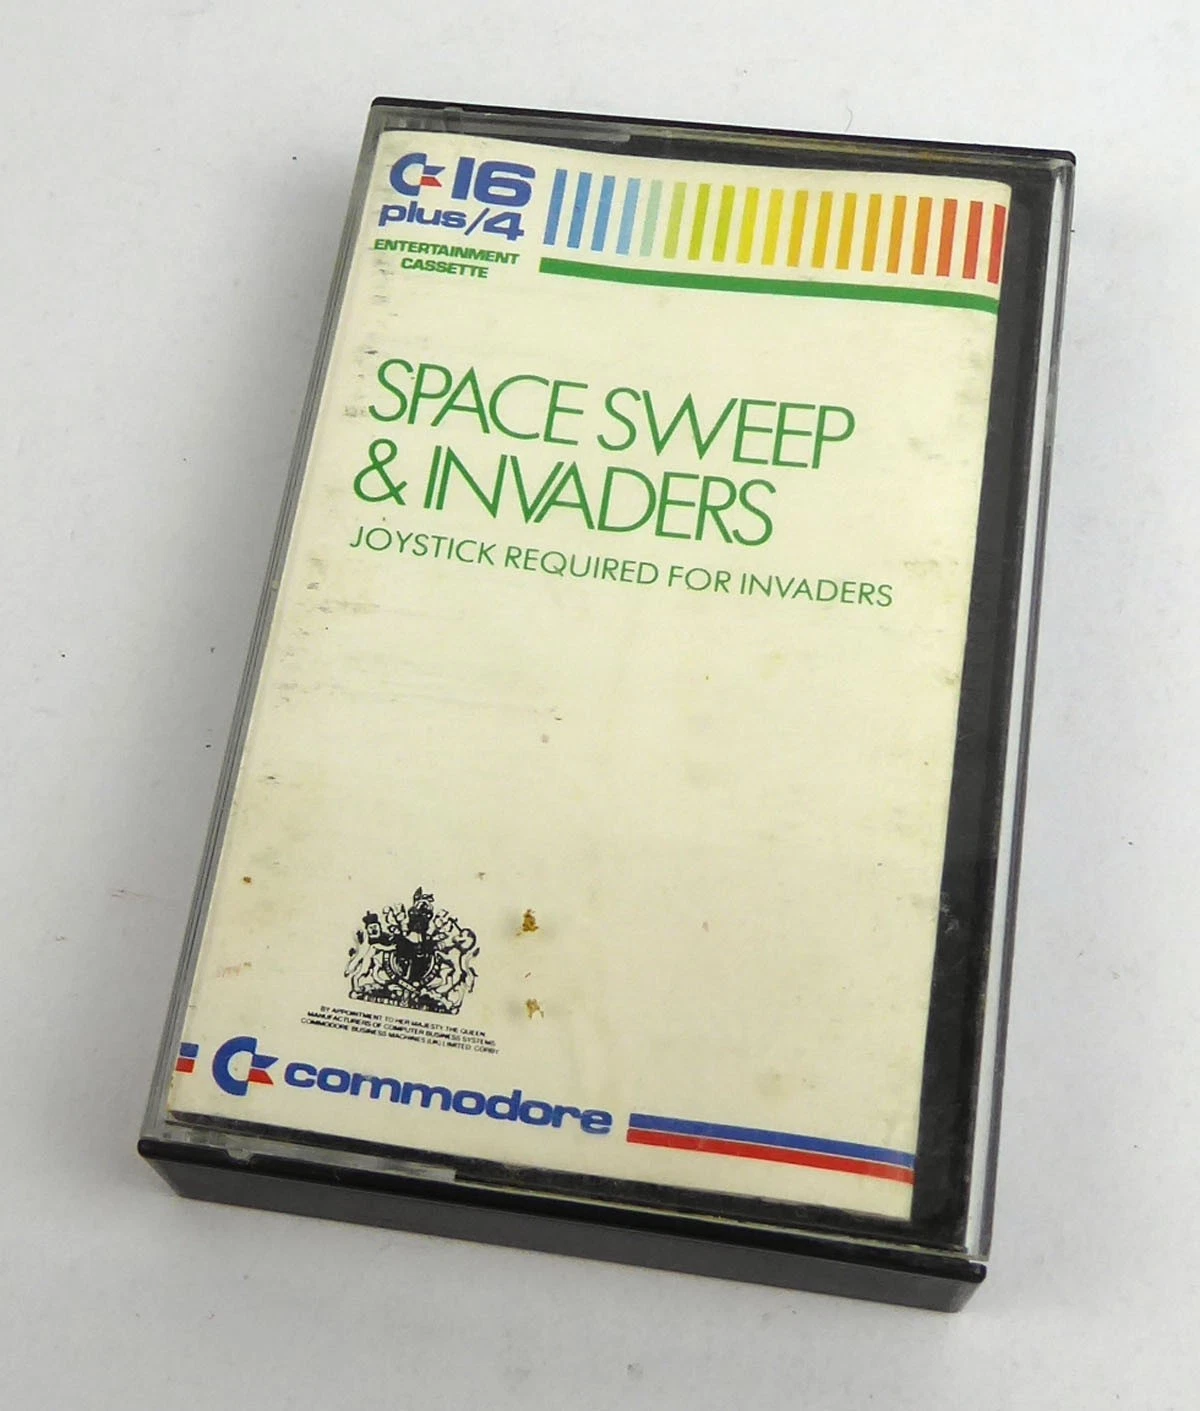 C16
plus/4
ENTERTAINMENT
CASSETTE
SPACE SWEEP
& INVADERS
JOYSTICK REQUIRED FOR INVADERS
BY APPOINTMENT TO HER MAJESTY THE QUEEN
MANUFACTURERS OF COMPUTER BUSINESS SYSTEMS
COMMODORE BUSINESS MACHINES (UK) LIMITED. CORBY
commodore